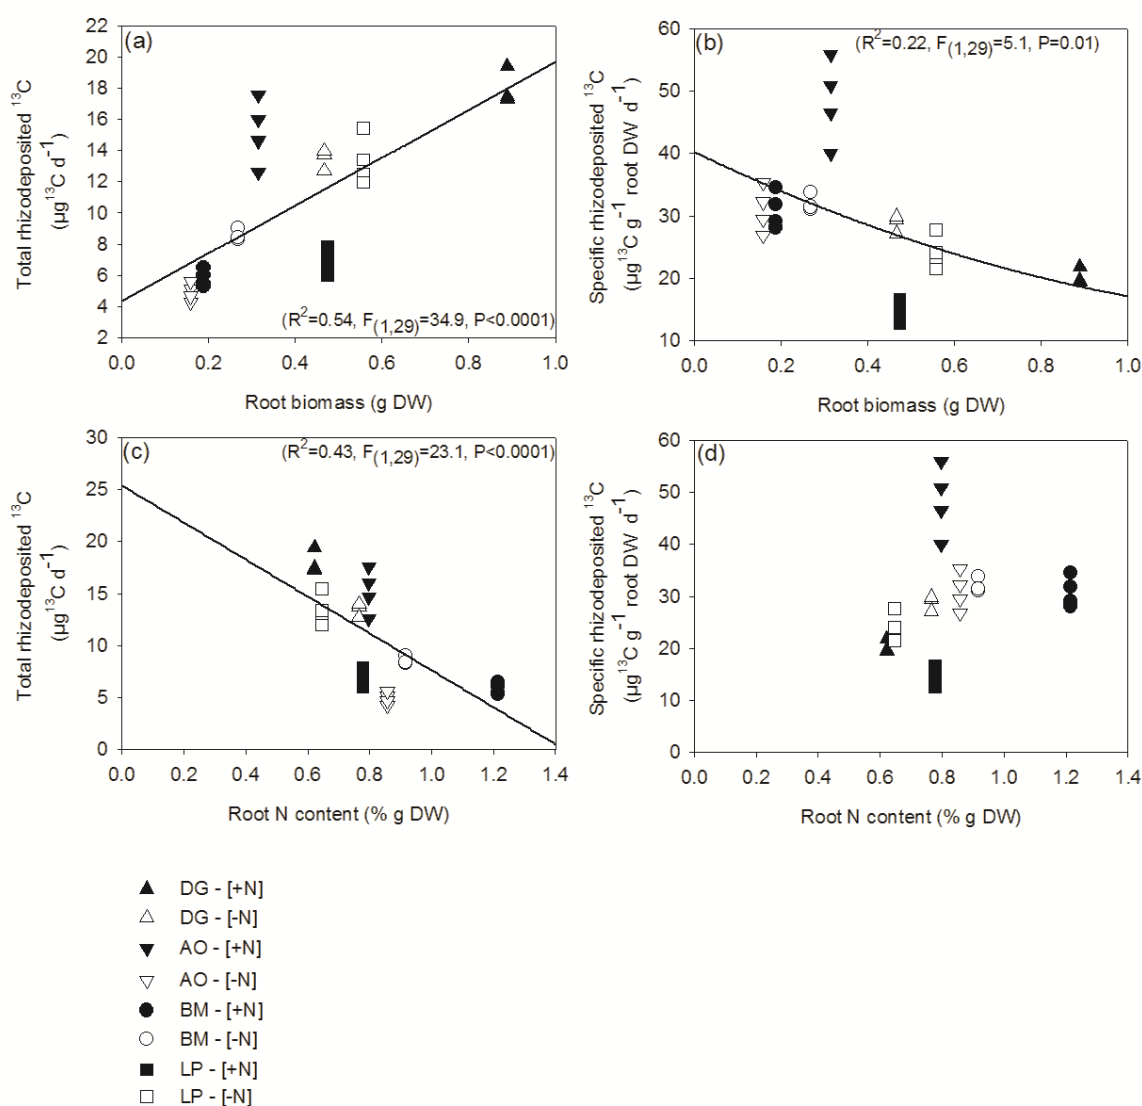 (a)
(R²=0.54, F(1,29)=34.9, P<0.0001)
Total rhizodeposited ¹³C
(µg¹³C d⁻¹)
22
20
18
16
14
12
10
8
6
4
2
0.0 0.2 0.4 0.6 0.8 1.0
Root biomass (g DW)
(b)
(R²=0.22, F(1,29)=5.1, P=0.01)
Specific rhizodeposited ¹³C
(µg¹³C g⁻¹ root DW d⁻¹)
60
50
40
30
20
10
0.0 0.2 0.4 0.6 0.8 1.0
Root biomass (g DW)
(c)
(R²=0.43, F(1,29)=23.1, P<0.0001)
Total rhizodeposited ¹³C
(µg¹³C d⁻¹)
30
25
20
15
10
5
0
0.0 0.2 0.4 0.6 0.8 1.0 1.2 1.4
Root N content (% g DW)
(d)
Specific rhizodeposited ¹³C
(µg¹³C g⁻¹ root DW d⁻¹)
60
50
40
30
20
10
0
0.0 0.2 0.4 0.6 0.8 1.0 1.2 1.4
Root N content (% g DW)
DG - [+N]
DG - [-N]
AO - [+N]
AO - [-N]
BM - [+N]
BM - [-N]
LP - [+N]
LP - [-N]